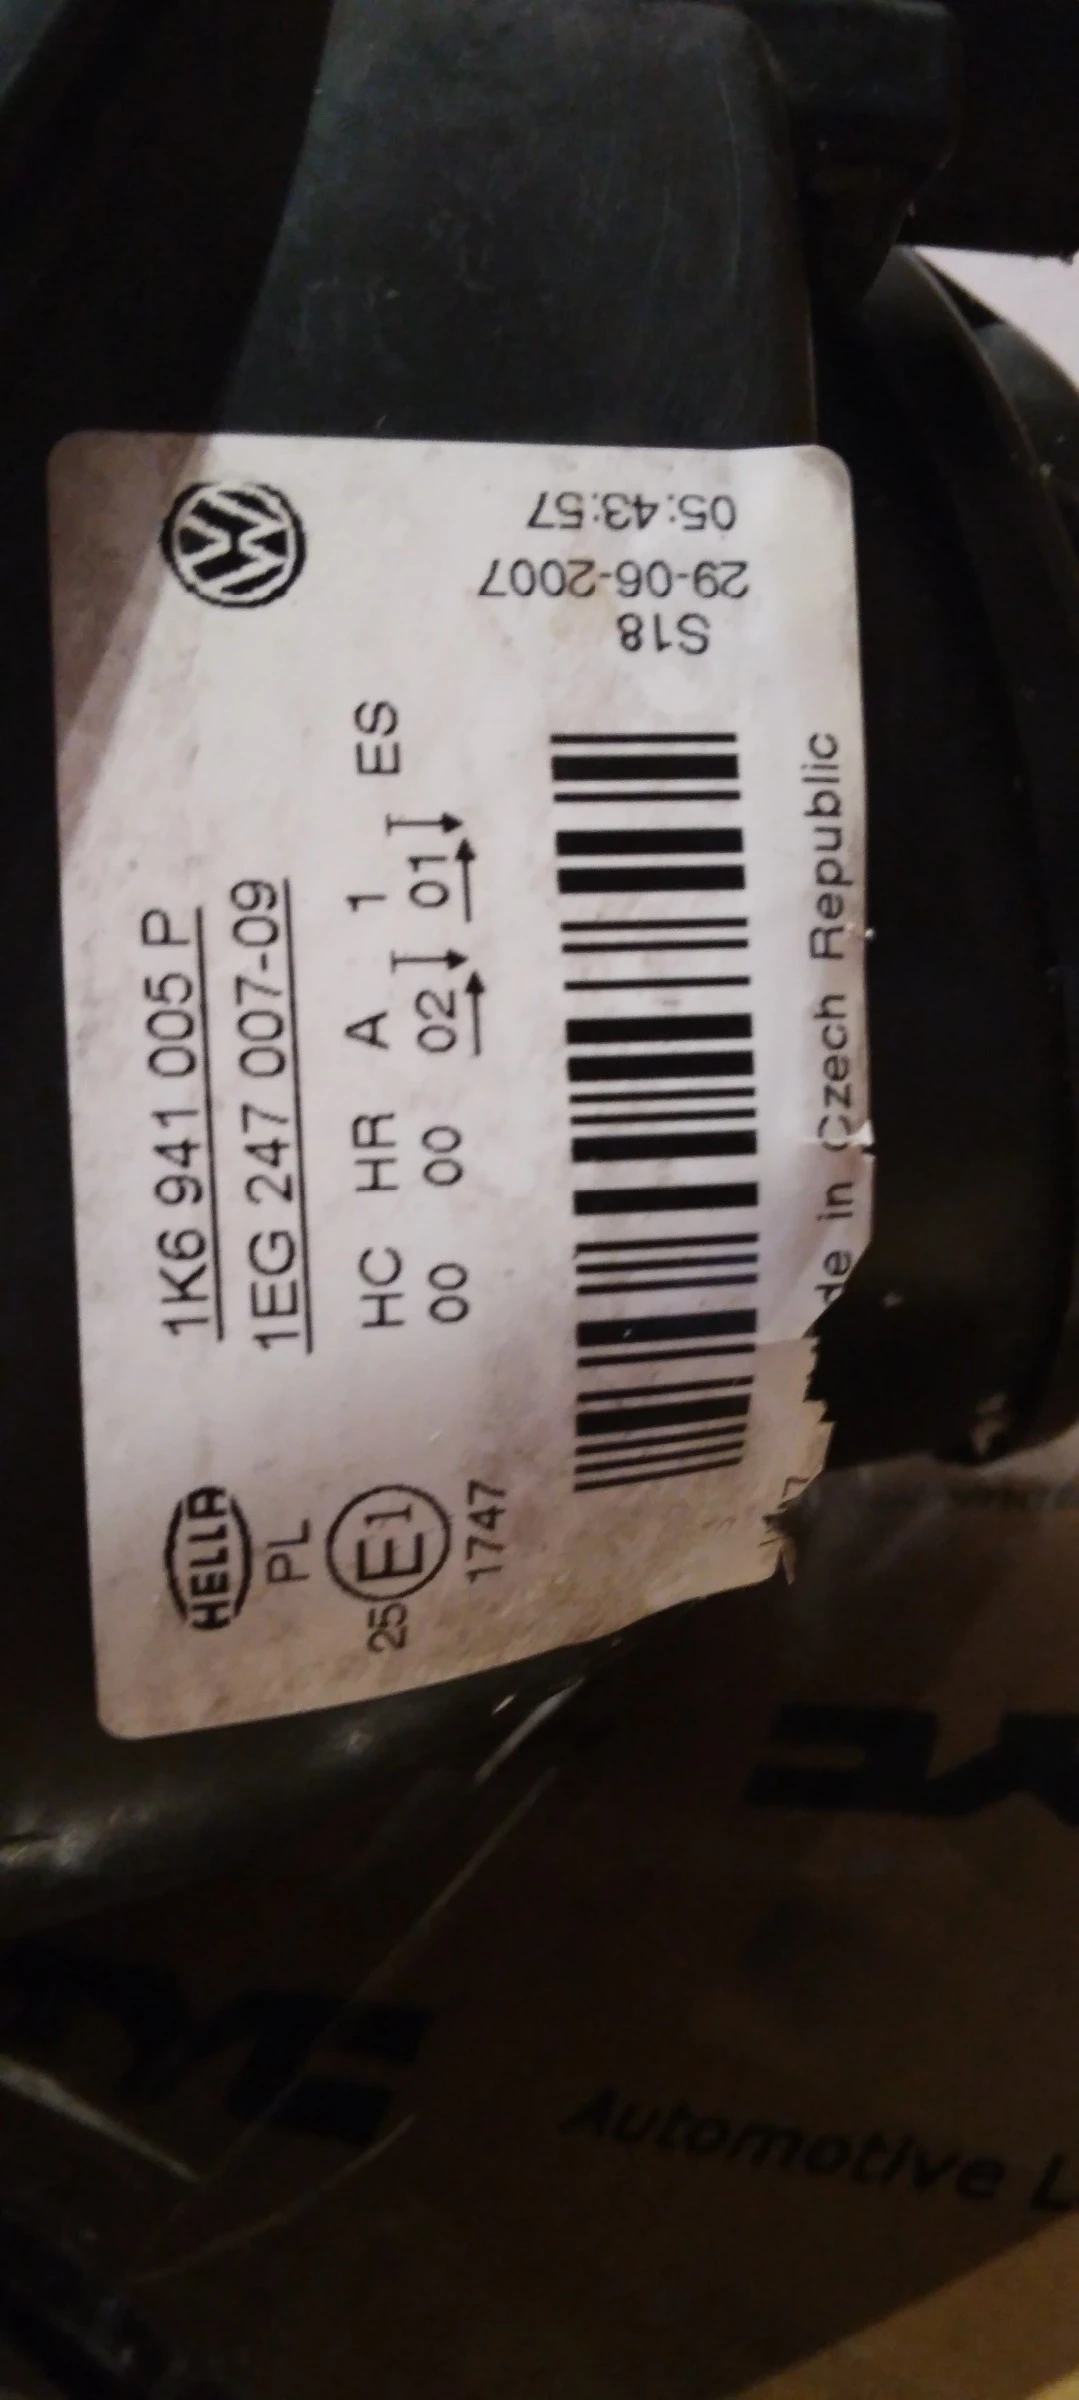 1K6 941 005 P
1EG 247 007-09
HELLA
PL
HC HR A 1 ES
00 00 02 01
25 E1
1747
S18
29-06-2007
05:43:57
de in Czech Republic
Automotive L